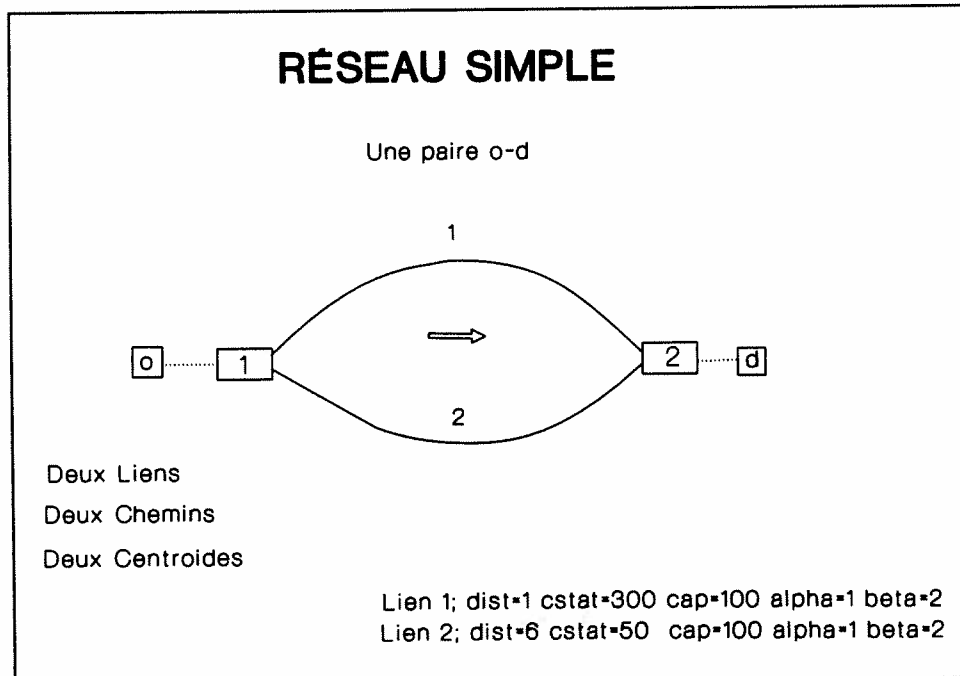 RÉSEAU SIMPLE
Une paire o-d
1
o 1 2 d
2
Deux Liens
Deux Chemins
Deux Centroides
Lien 1; dist=1 cstat=300 cap=100 alpha=1 beta=2
Lien 2; dist=6 cstat=50 cap=100 alpha=1 beta=2